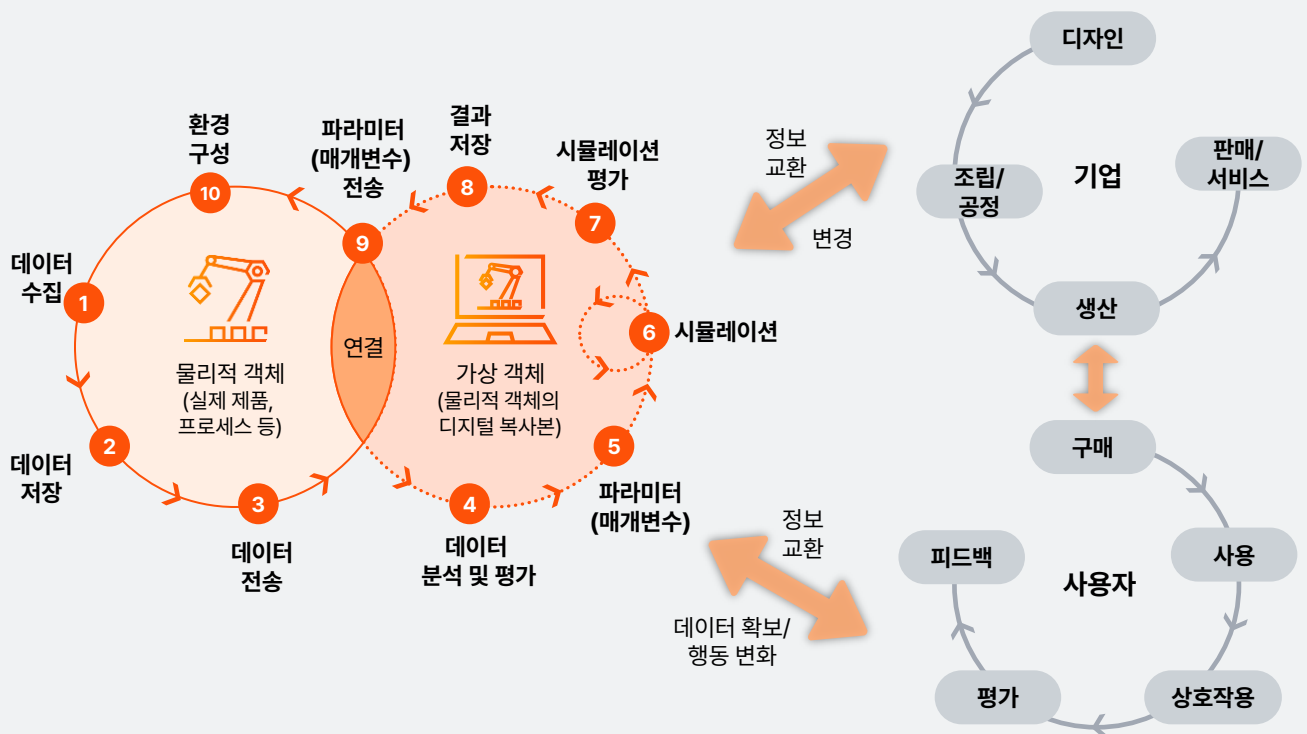 환경
구성
10
파라미터
(매개변수)
전송
9
결과
저장
8
시뮬레이션
평가
7
데이터
수집
1
물리적 객체
(실제 제품,
프로세스 등)
연결
가상 객체
(물리적 객체의
디지털 복사본)
6
시뮬레이션
데이터
저장
2
3
데이터
전송
4
데이터
분석 및 평가
5
파라미터
(매개변수)
정보
교환
변경
디자인
조립/
공정
기업
판매/
서비스
생산
정보
교환
데이터 확보/
행동 변화
구매
피드백
사용자
사용
평가
상호작용